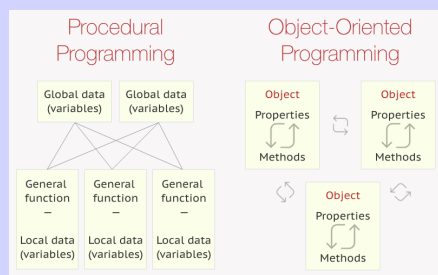 Procedural
Programming
Global data
(variables)
Global data
(variables)
General
function
–
Local data
(variables)
General
function
–
Local data
(variables)
General
function
–
Local data
(variables)
Object-Oriented
Programming
Object
Properties
Methods
Object
Properties
Methods
Object
Properties
Methods